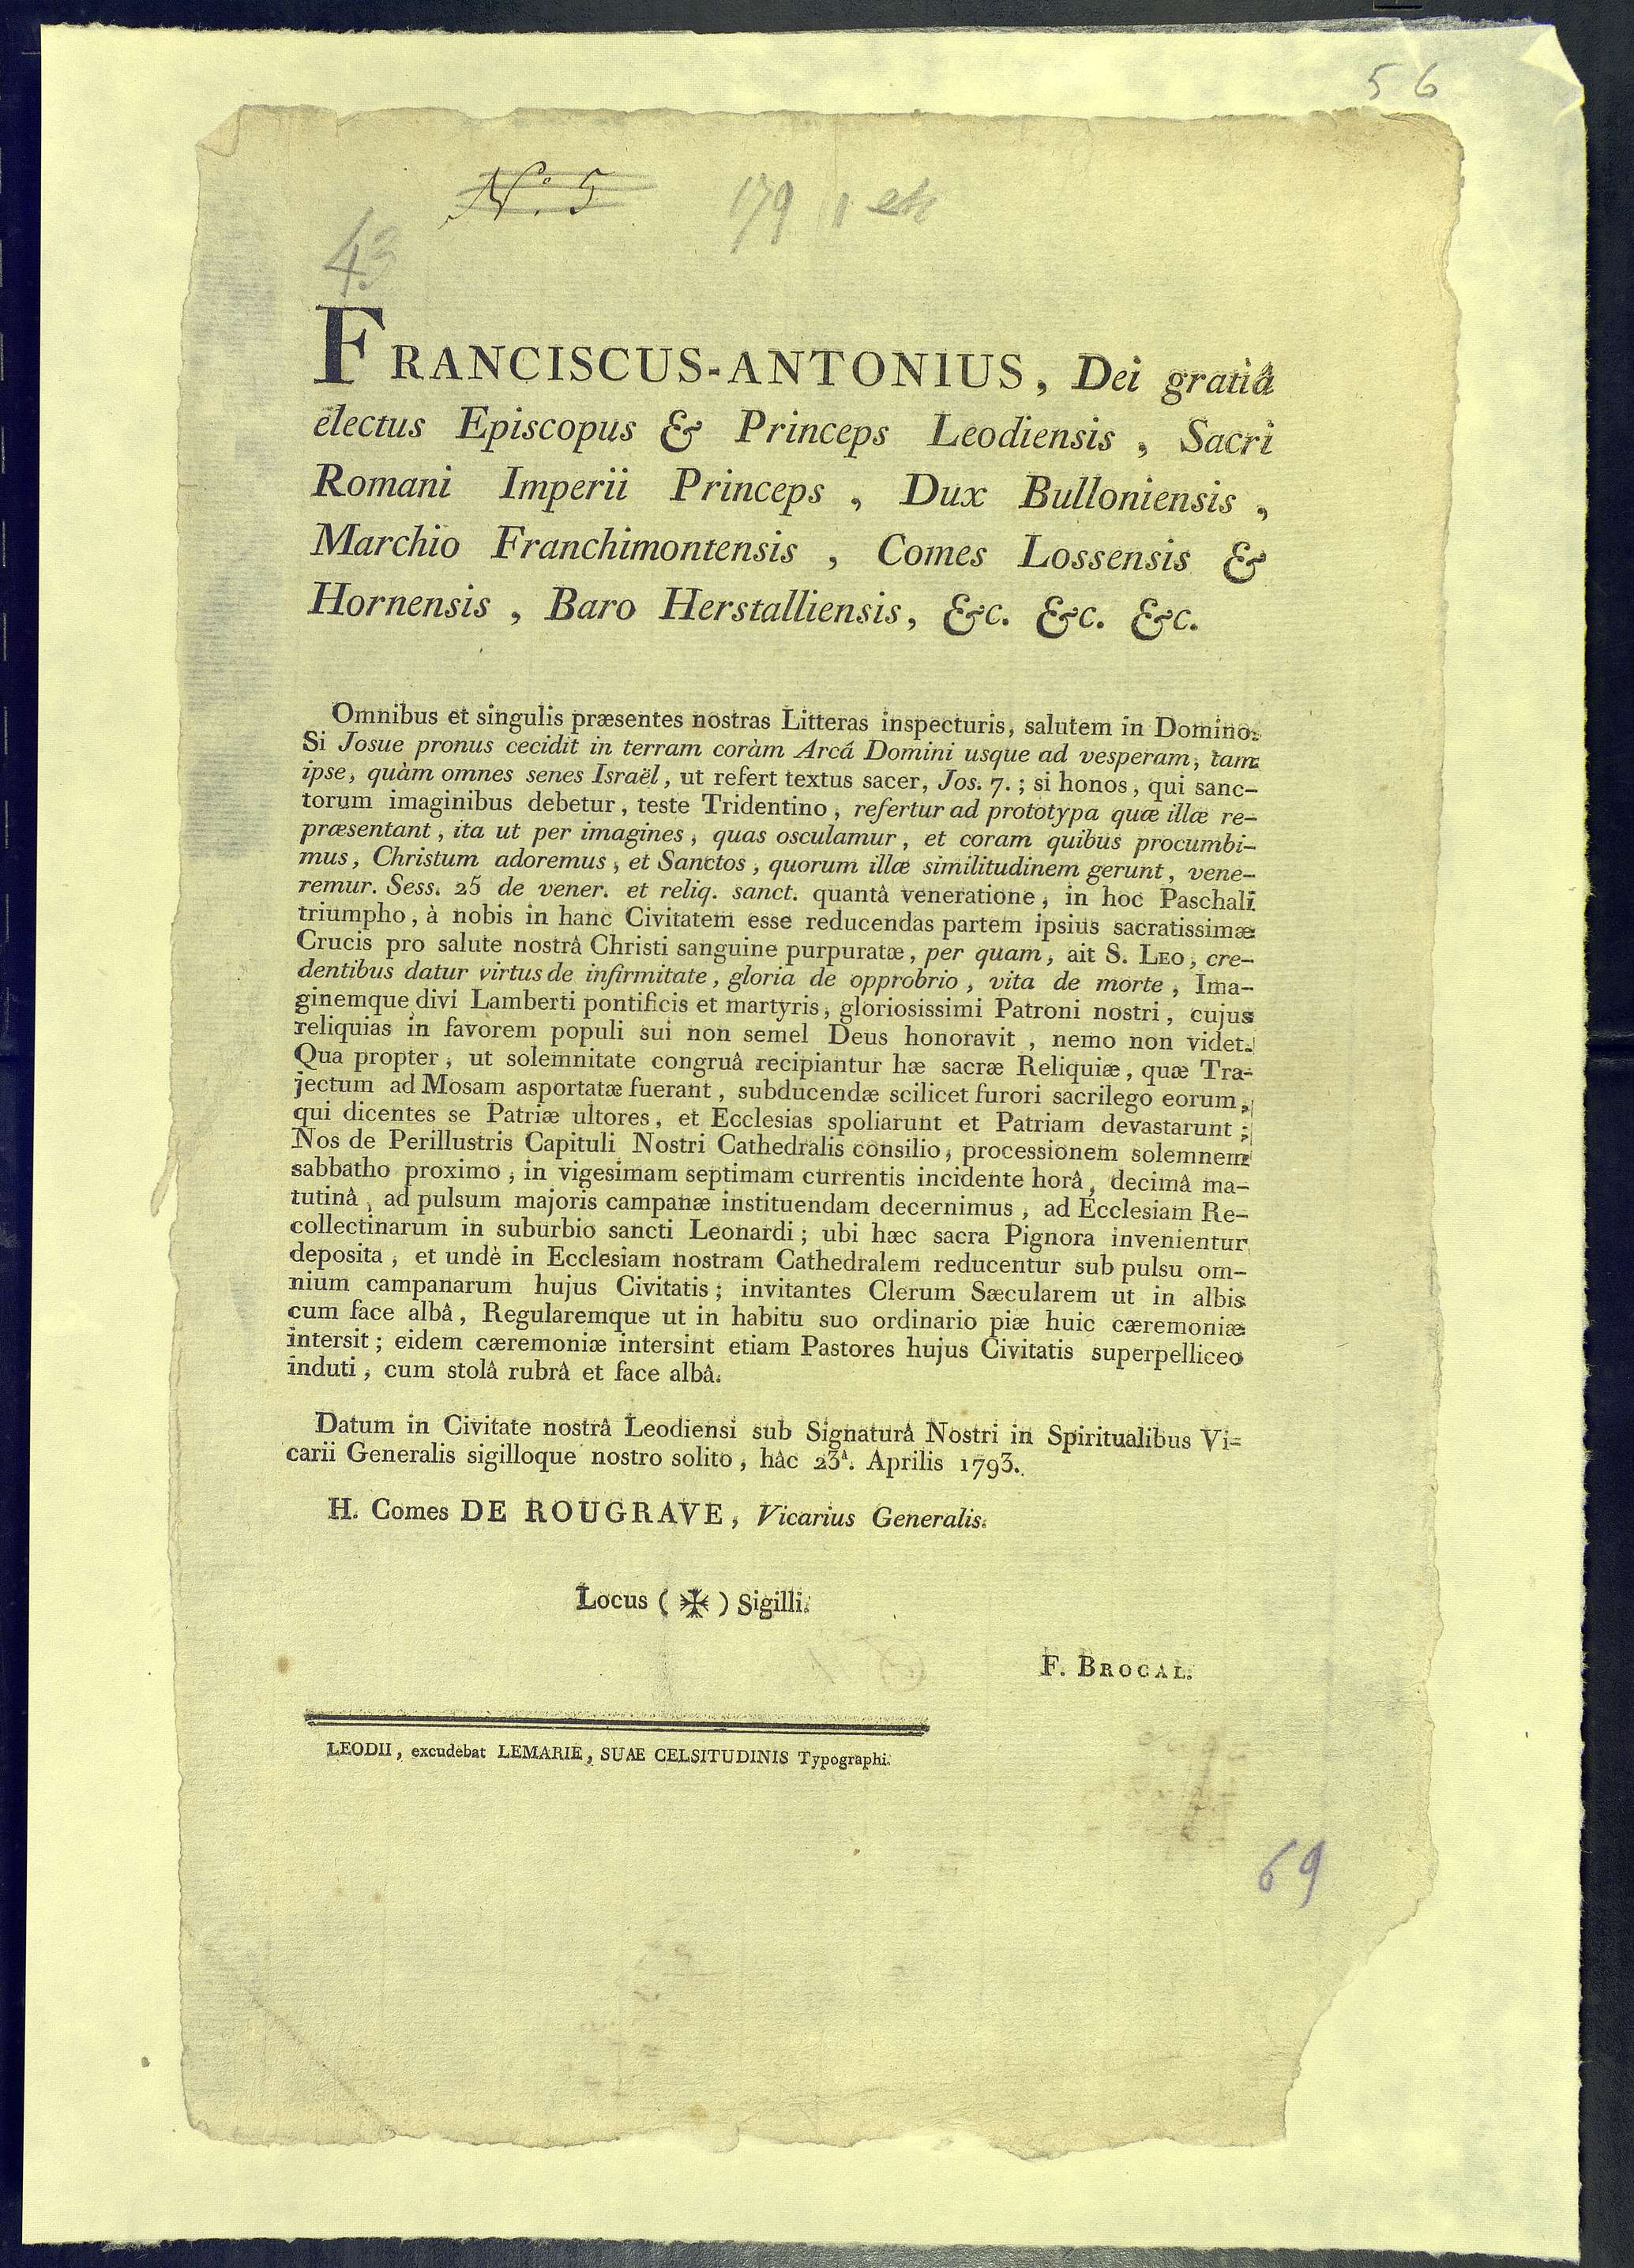 56
N.° 5
179
43
FRANCISCUS-ANTONIUS, Dei gratiâ
electus Episcopus & Princeps Leodiensis, Sacri
Romani Imperii Princeps, Dux Bulloniensis,
Marchio Franchimontensis, Comes Lossensis &
Hornensis, Baro Herstalliensis, &c. &c. &c.
Omnibus et singulis præsentes nostras Litteras inspecturis, salutem in Domino.
Si Josue pronus cecidit in terram coràm Arcâ Domini usque ad vesperam, tam
ipse, quàm omnes senes Israël, ut refert textus sacer, Jos. 7.; si honos, qui sanc-
torum imaginibus debetur, teste Tridentino, refertur ad prototypa quæ illæ re-
præsentant, ita ut per imagines, quas osculamur, et coram quibus procumbi-
mus, Christum adoremus, et Sanctos, quorum illæ similitudinem gerunt, vene-
remur. Sess. 25 de vener. et reliq. sanct. quantâ veneratione, in hoc Paschali
triumpho, à nobis in hanc Civitatem esse reducendas partem ipsius sacratissimæ
Crucis pro salute nostrâ Christi sanguine purpuratæ, per quam, ait S. LEO, cre-
dentibus datur virtus de infirmitate, gloria de opprobrio, vita de morte, Ima-
ginemque divi Lamberti pontificis et martyris, gloriosissimi Patroni nostri, cujus
reliquias in favorem populi sui non semel Deus honoravit, nemo non videt.
Qua propter, ut solemnitate congruâ recipiantur hæ sacræ Reliquiæ, quæ Tra-
jectum ad Mosam asportatæ fuerant, subducendæ scilicet furori sacrilego eorum,
qui dicentes se Patriæ ultores, et Ecclesias spoliarunt et Patriam devastarunt;
Nos de Perillustris Capituli Nostri Cathedralis consilio, processionem solemnem
sabbatho proximo, in vigesimam septimam currentis incidente horâ, decimâ ma-
tutinâ, ad pulsum majoris campanæ instituendam decernimus, ad Ecclesiam Re-
collectinarum in suburbio sancti Leonardi; ubi hæc sacra Pignora invenientur
deposita, et undè in Ecclesiam nostram Cathedralem reducentur sub pulsu om-
nium campanarum hujus Civitatis; invitantes Clerum Sæcularem ut in albis
cum face albâ, Regularemque ut in habitu suo ordinario piæ huic cæremoniæ
intersit; eidem cæremoniæ intersint etiam Pastores hujus Civitatis superpelliceo
induti, cum stolâ rubrâ et face albâ.
Datum in Civitate nostrâ Leodiensi sub Signaturâ Nostri in Spiritualibus Vi-
carii Generalis sigilloque nostro solito, hâc 23ª. Aprilis 1793.
H. Comes DE ROUGRAVE, Vicarius Generalis.
Locus ( ✠ ) Sigilli.
F. BROCAL.
LEODII, excudebat LEMARIE, SUAE CELSITUDINIS Typographi.
69